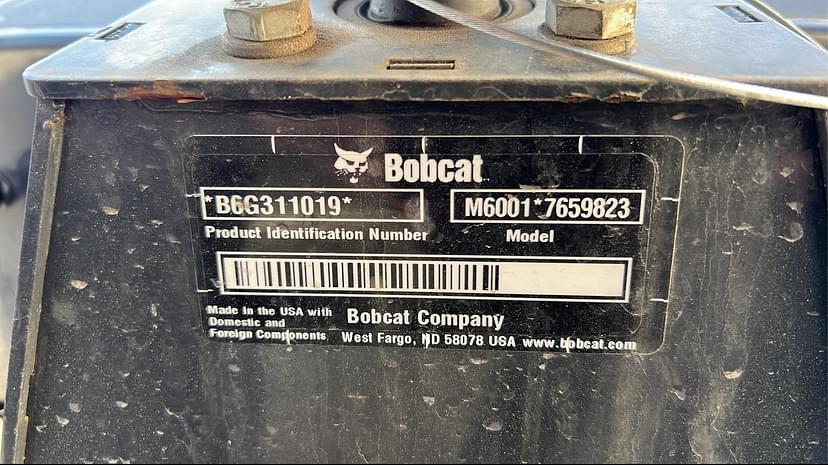 Bobcat
*B6G311019* M6001*7659823
Product Identification Number Model
Made in the USA with
Domestic and
Foreign Components
Bobcat Company
West Fargo, ND 58078 USA www.bobcat.com